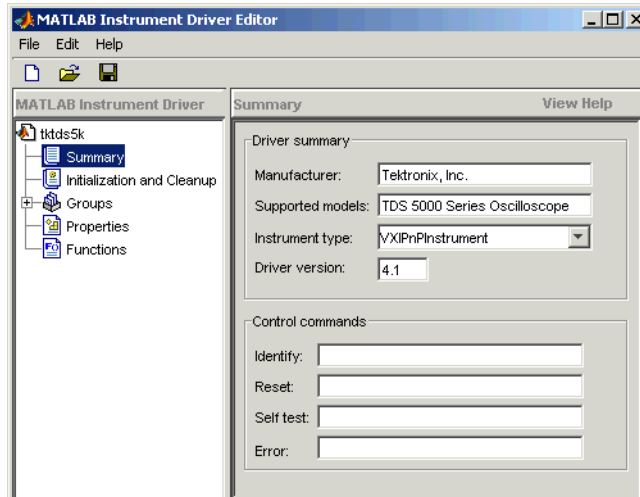 MATLAB Instrument Driver Editor
File Edit Help
MATLAB Instrument Driver
tktds5k
Summary
Initialization and Cleanup
Groups
Properties
Functions
Summary View Help
Driver summary
Manufacturer: Tektronix, Inc.
Supported models: TDS 5000 Series Oscilloscope
Instrument type: VXIPnPInstrument
Driver version: 4.1
Control commands
Identify:
Reset:
Self test:
Error: